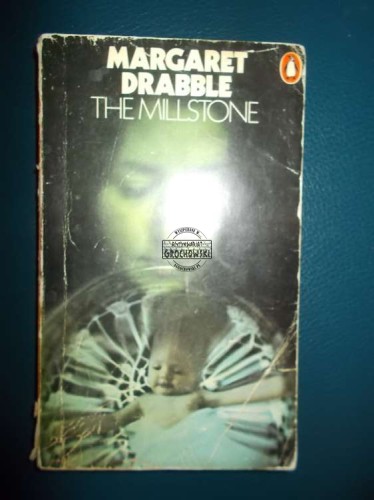 MARGARET
DRABBLE
THE MILLSTONE
GROCHOWSKI